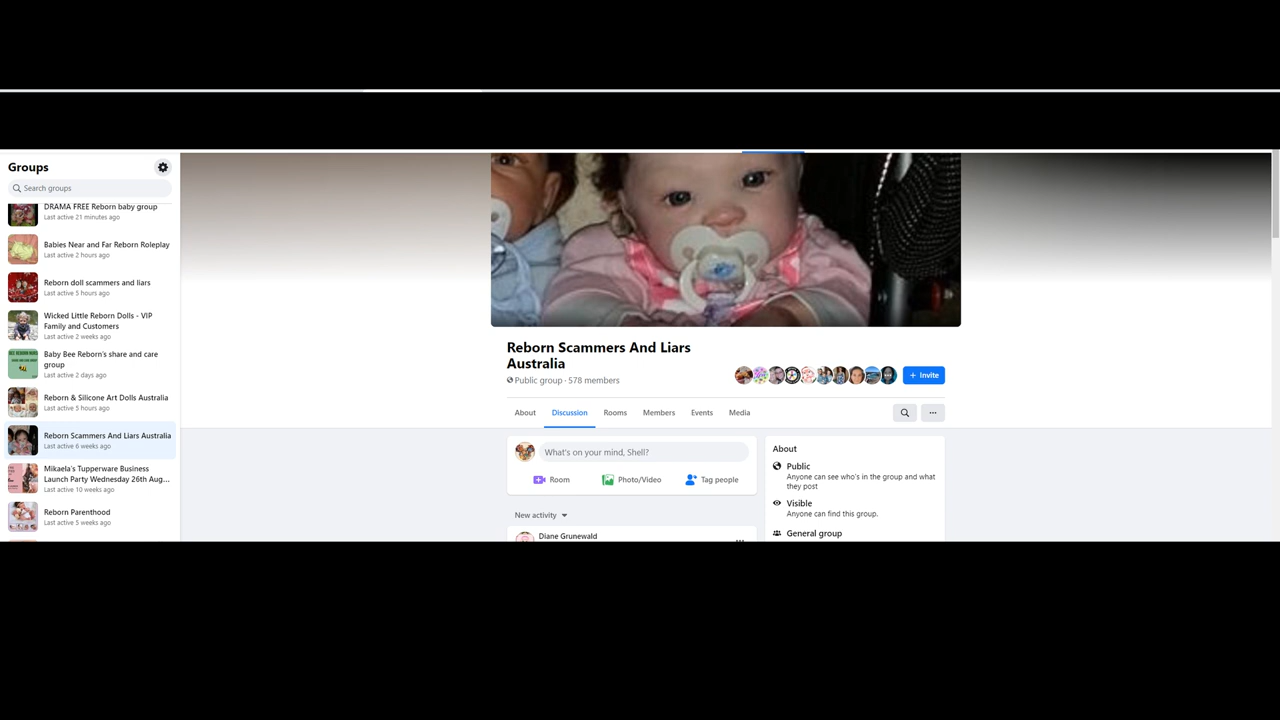 Groups
Search groups
DRAMA FREE Reborn baby group
Last active 21 minutes ago
Babies Near and Far Reborn Roleplay
Last active 2 hours ago
Reborn doll scammers and liars
Last active 5 hours ago
Wicked Little Reborn Dolls - VIP
Family and Customers
Last active 2 weeks ago
Baby Bee Reborn's share and care
group
Last active 2 days ago
Reborn & Silicone Art Dolls Australia
Last active 5 hours ago
Reborn Scammers And Liars Australia
Last active 6 weeks ago
Mikaela's Tupperware Business
Launch Party Wednesday 26th Aug...
Last active 10 weeks ago
Reborn Parenthood
Last active 5 weeks ago
Reborn Scammers And Liars
Australia
Public group · 578 members
+ Invite
About
Discussion
Rooms
Members
Events
Media
What's on your mind, Shell?
Room
Photo/Video
Tag people
New activity
Diane Grunewald
About
Public
Anyone can see who's in the group and what
they post
Visible
Anyone can find this group.
General group